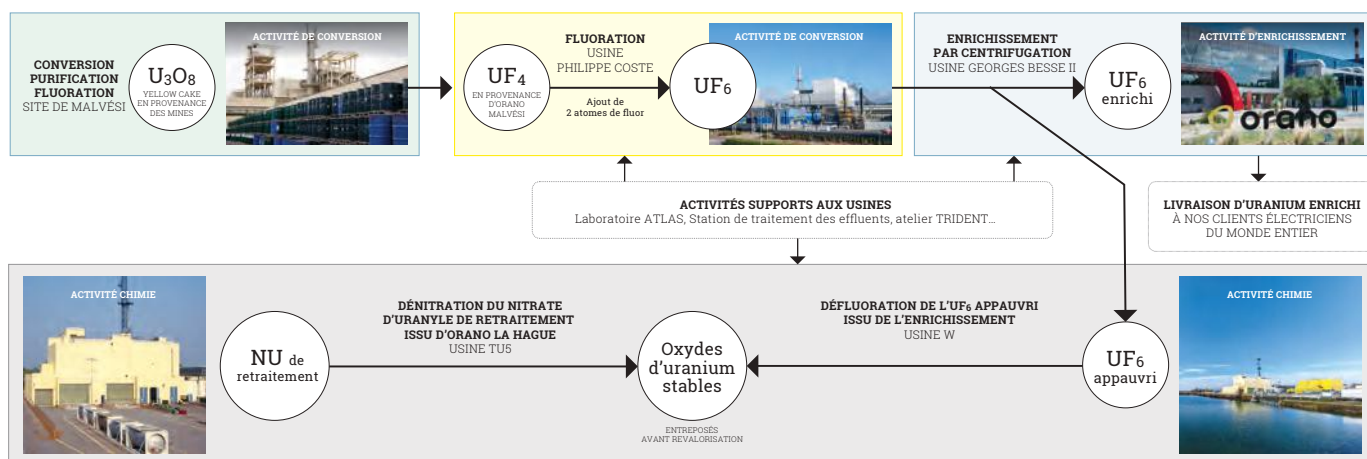 CONVERSION
PURIFICATION
FLUORATION
SITE DE MALVÉSI
U₃O₈
YELLOW CAKE
EN PROVENANCE
DES MINES
ACTIVITÉ DE CONVERSION
UF₄
EN PROVENANCE
D'ORANO
MALVÉSI
FLUORATION
USINE
PHILIPPE COSTE
Ajout de
2 atomes de fluor
UF₆
ACTIVITÉ DE CONVERSION
ENRICHISSEMENT
PAR CENTRIFUGATION
USINE GEORGES BESSE II
UF₆
enrichi
ACTIVITÉ D'ENRICHISSEMENT
orano
ACTIVITÉS SUPPORTS AUX USINES
Laboratoire ATLAS, Station de traitement des effluents, atelier TRIDENT...
LIVRAISON D'URANIUM ENRICHI
À NOS CLIENTS ÉLECTRICIENS
DU MONDE ENTIER
ACTIVITÉ CHIMIE
NU de
retraitement
DÉNITRATION DU NITRATE
D'URANYLE DE RETRAITEMENT
ISSU D'ORANO LA HAGUE
USINE TU5
Oxydes
d'uranium
stables
ENTREPOSÉS
AVANT REVALORISATION
DÉFLUORATION DE L'UF₆ APPAUVRI
ISSU DE L'ENRICHISSEMENT
USINE W
UF₆
appauvri
ACTIVITÉ CHIMIE